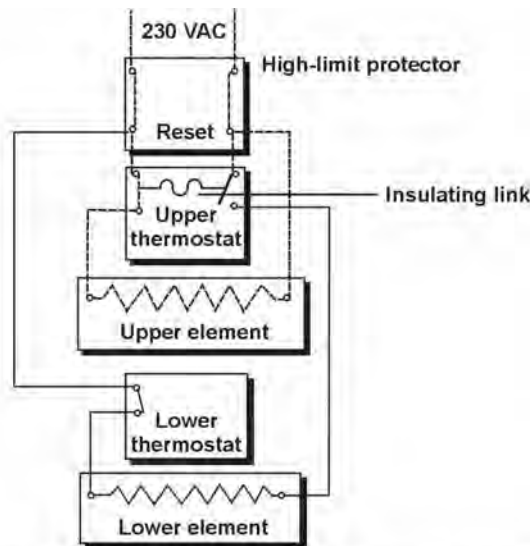 230 VAC
High-limit protector
Reset
Insulating link
Upper
thermostat
Upper element
Lower
thermostat
Lower element